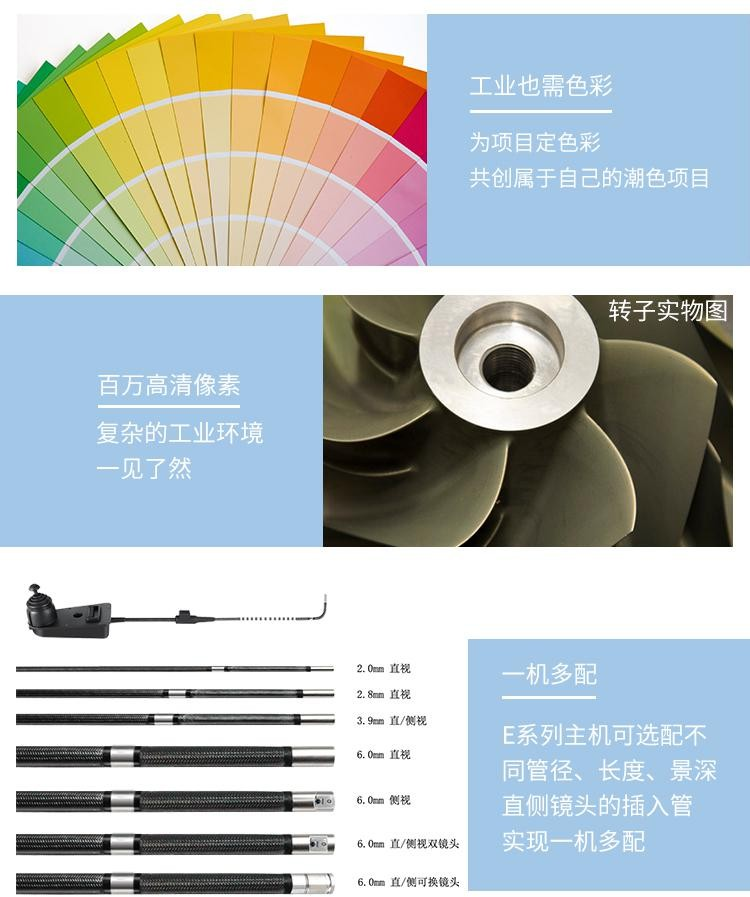 工业也需色彩
为项目定色彩
共创属于自己的潮色项目
转子实物图
百万高清像素
复杂的工业环境
一见了然
2.0mm 直视
2.8mm 直视
3.9mm 直/侧视
6.0mm 直视
6.0mm 侧视
6.0mm 直/侧视双镜头
6.0mm 直/侧可换镜头
一机多配
E系列主机可选配不
同管径、长度、景深
直侧镜头的插入管
实现一机多配